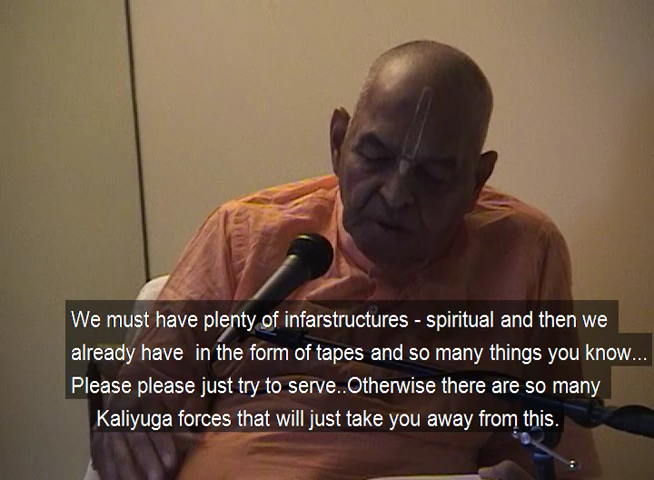 We must have plenty of infarstructures - spiritual and then we
already have in the form of tapes and so many things you know...
Please please just try to serve..Otherwise there are so many
Kaliyuga forces that will just take you away from this.